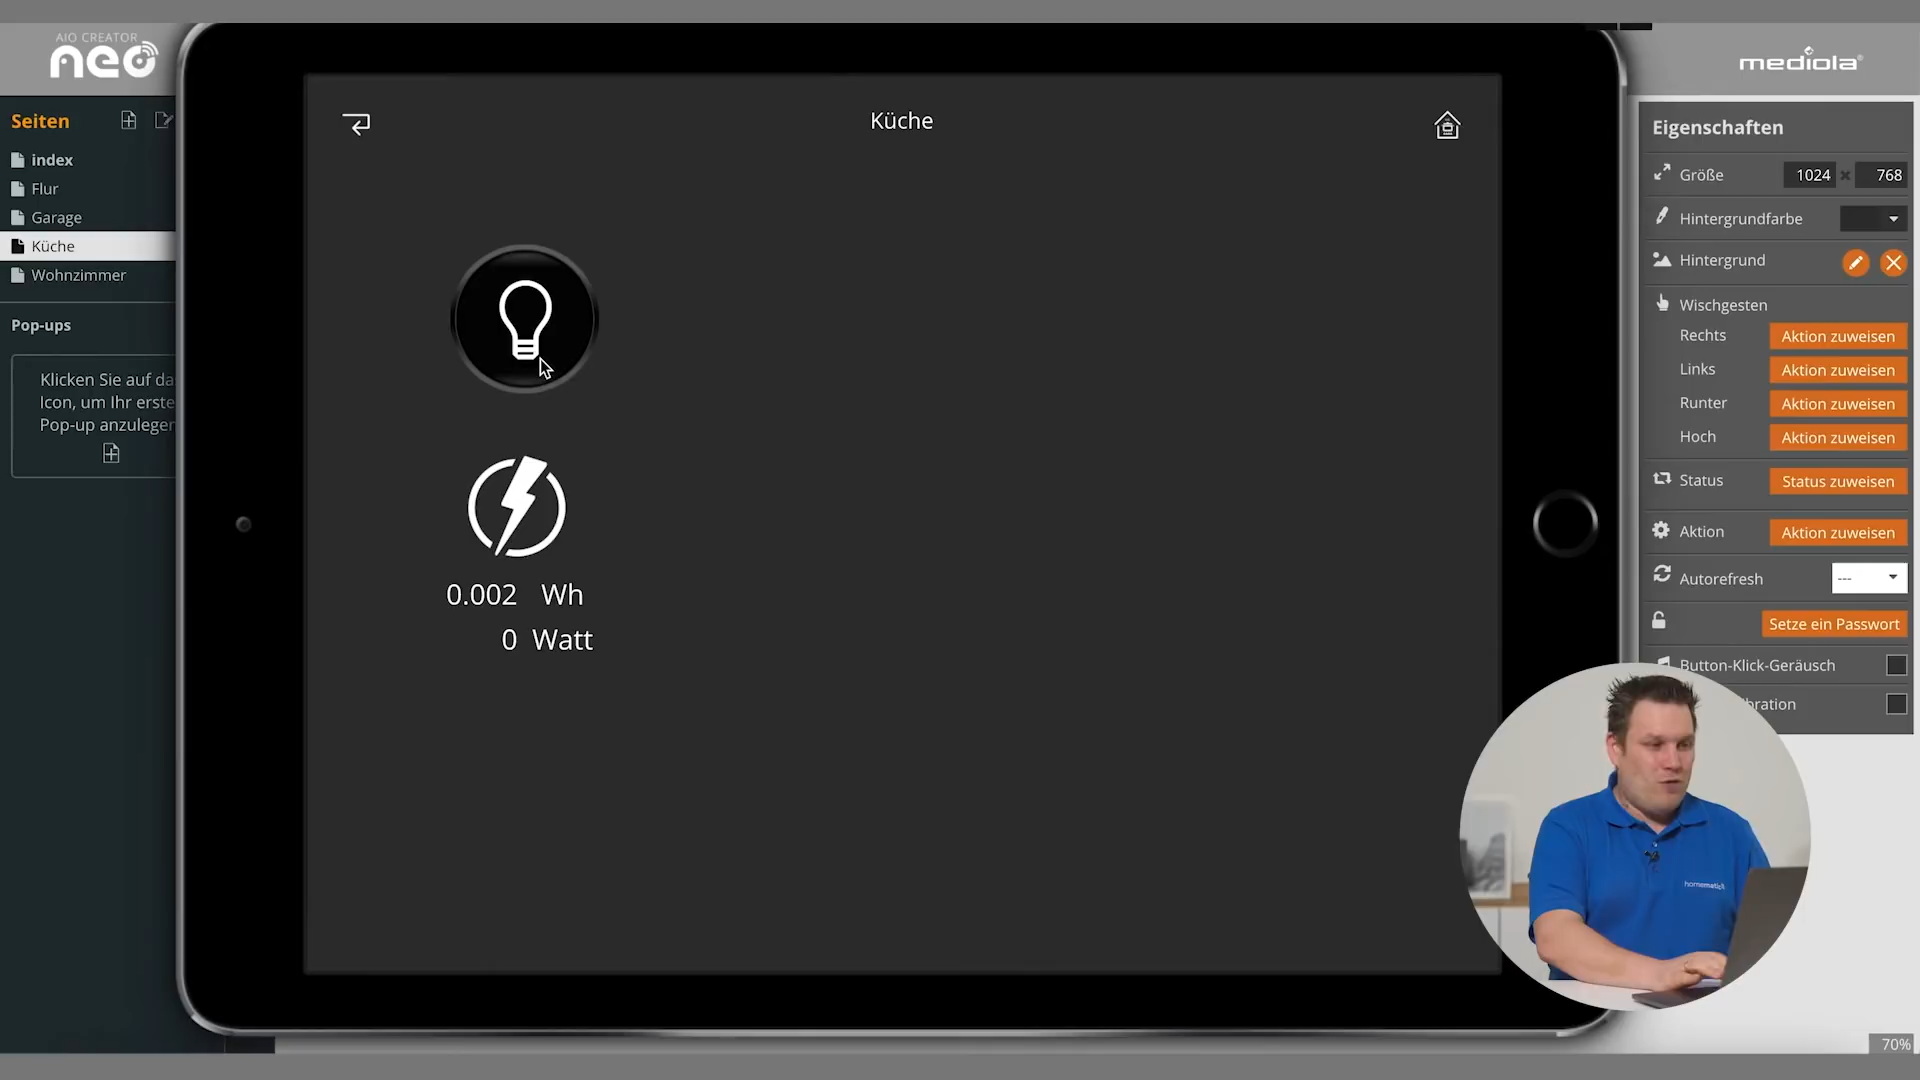 AIO CREATOR
neo
mediola
Seiten
index
Flur
Garage
Küche
Wohnzimmer
Pop-ups
Klicken Sie auf da
Icon, um Ihr erste
Pop-up anzulegen
Küche
0.002 Wh
0 Watt
Eigenschaften
Größe 1024 × 768
Hintergrundfarbe
Hintergrund
Wischgesten
Rechts Aktion zuweisen
Links Aktion zuweisen
Runter Aktion zuweisen
Hoch Aktion zuweisen
Status Status zuweisen
Aktion Aktion zuweisen
Autorefresh ---
Setze ein Passwort
Button-Klick-Geräusch
bration
homematic
70%